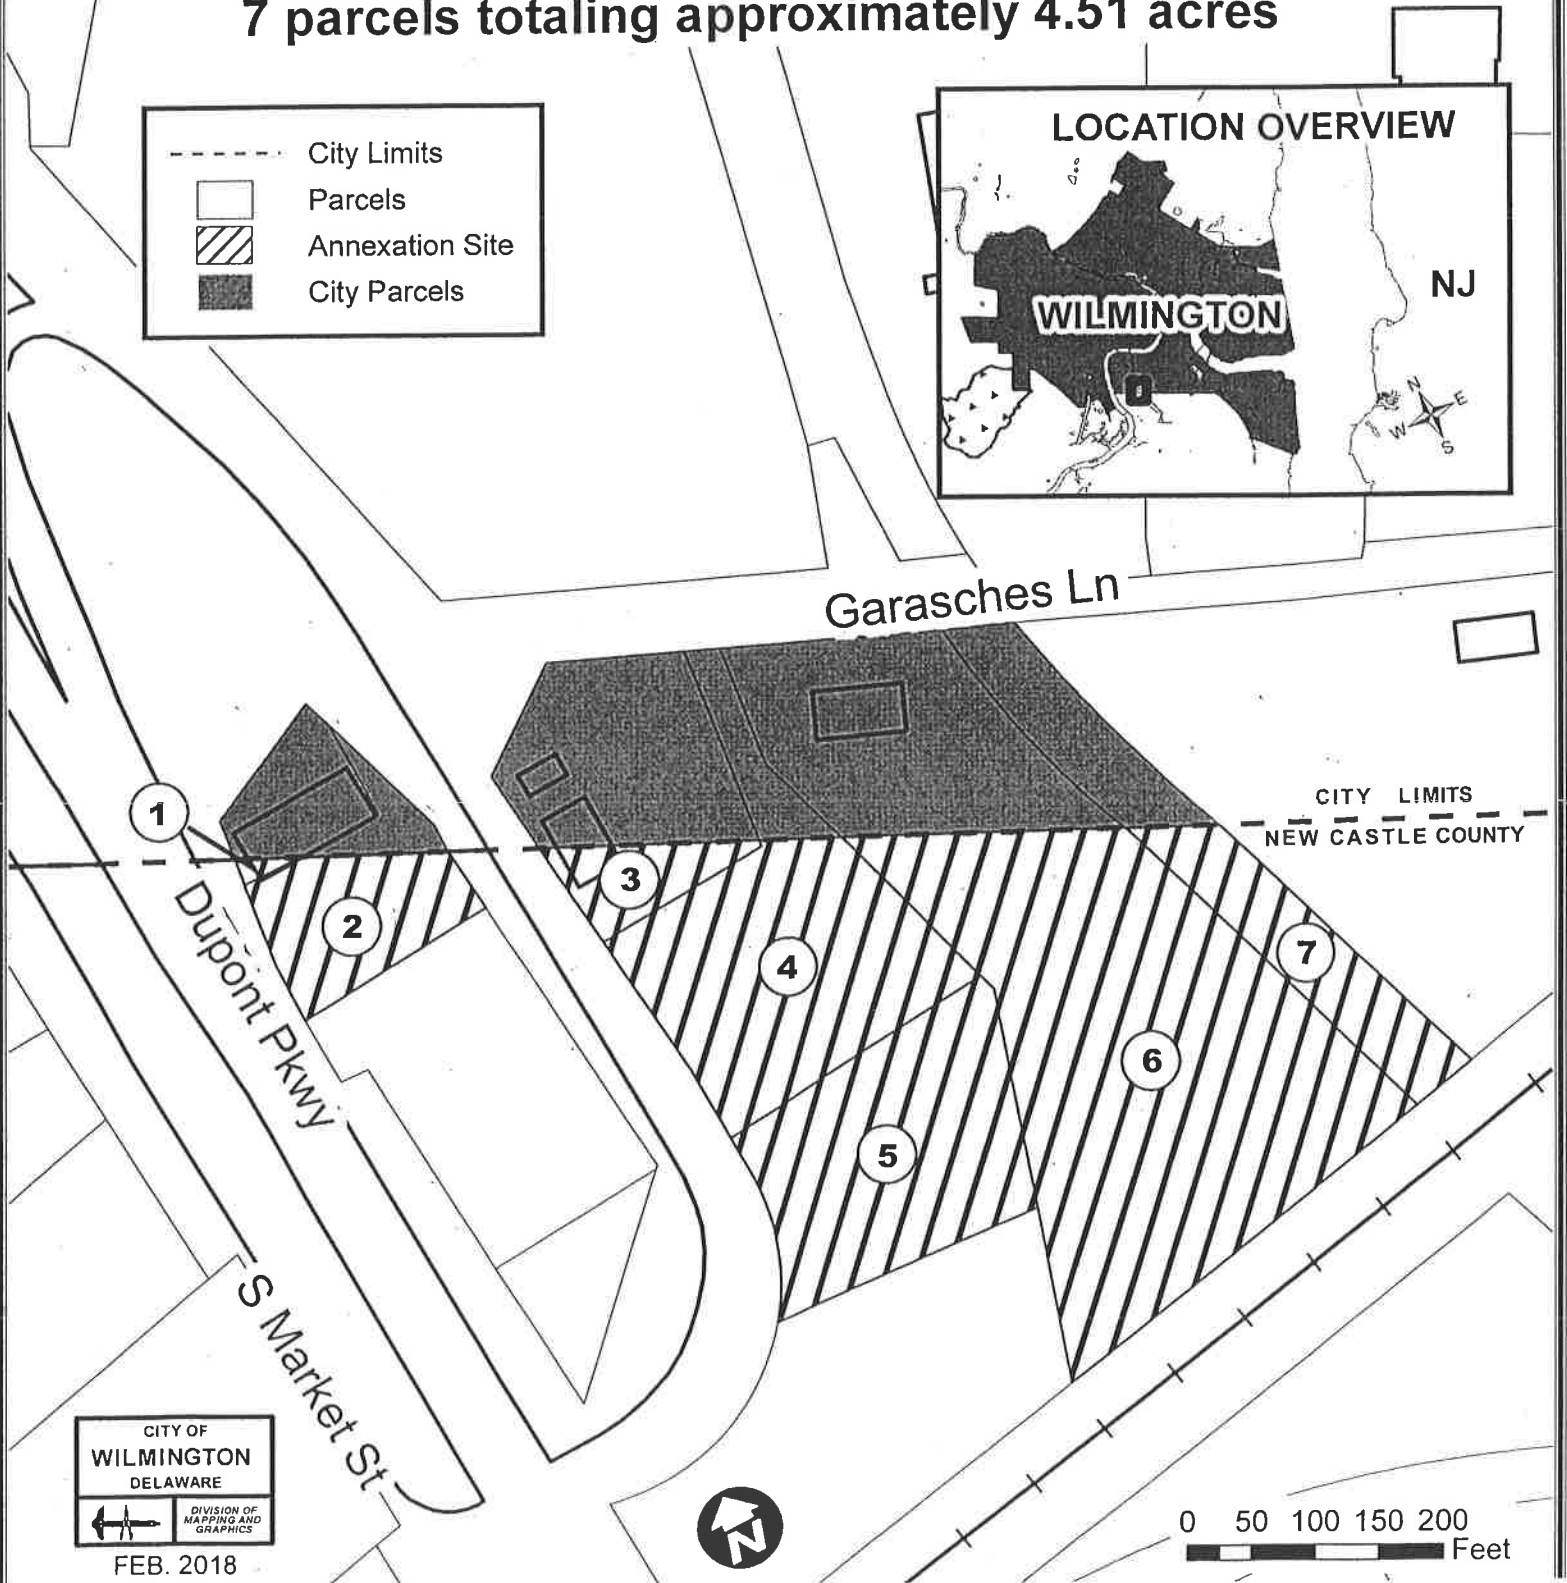 7 parcels totaling approximately 4.51 acres
City Limits
Parcels
Annexation Site
City Parcels
LOCATION OVERVIEW
WILMINGTON
NJ
N
E
W
S
Garasches Ln
CITY LIMITS
NEW CASTLE COUNTY
1
2
3
4
5
6
7
Dupont Pkwy
S Market St
CITY OF
WILMINGTON
DELAWARE
DIVISION OF
MAPPING AND
GRAPHICS
FEB. 2018
N
0 50 100 150 200
Feet